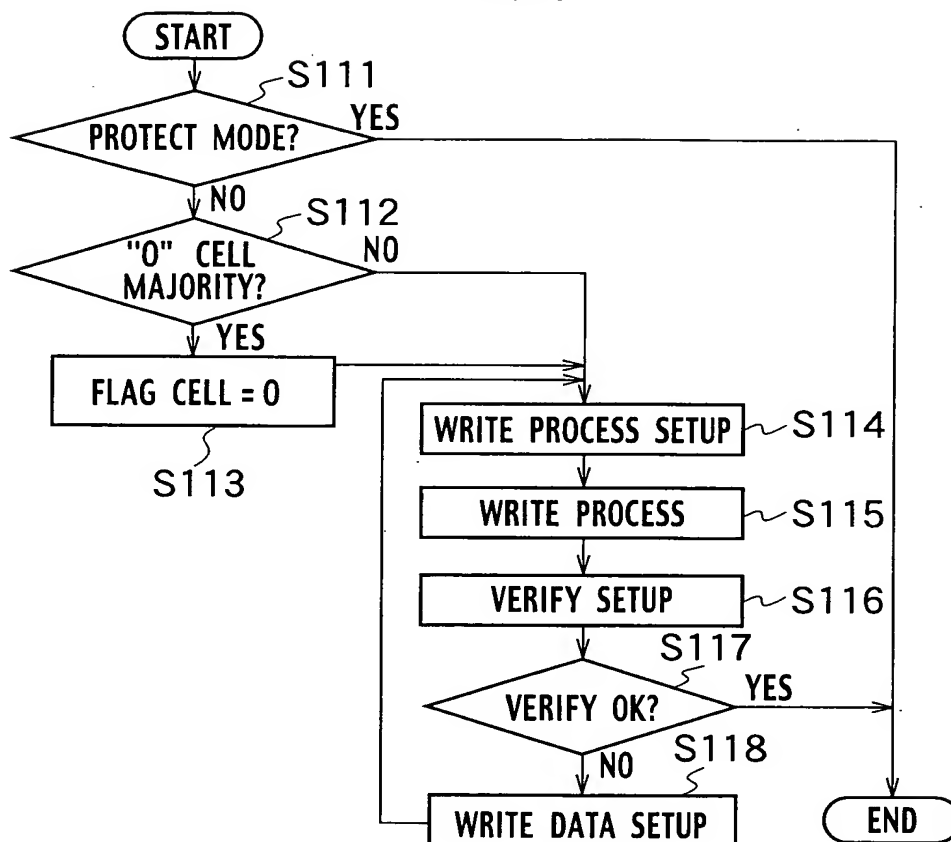 START
S111
PROTECT MODE?
YES
NO
S112
"0" CELL
MAJORITY?
NO
YES
FLAG CELL = 0
S113
WRITE PROCESS SETUP
S114
WRITE PROCESS
S115
VERIFY SETUP
S116
S117
VERIFY OK?
YES
NO
S118
WRITE DATA SETUP
END